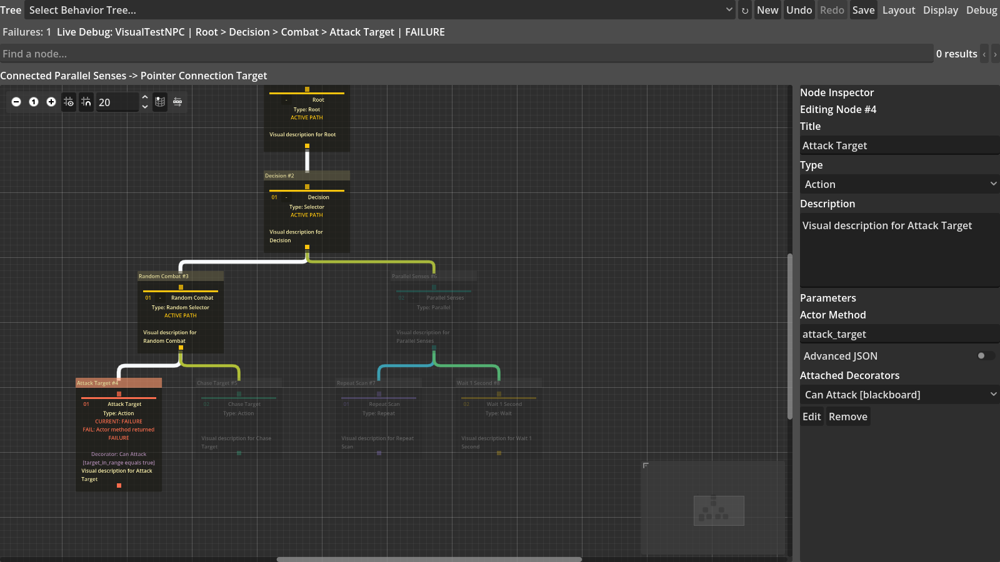 Tree Select Behavior Tree... New Undo Redo Save Layout Display Debug
Failures: 1 Live Debug: VisualTestNPC | Root > Decision > Combat > Attack Target | FAILURE
Find a node... 0 results
Connected Parallel Senses -> Pointer Connection Target
1 20
- Root
Type: Root
ACTIVE PATH
Visual description for Root
Decision #2
01 - Decision
Type: Selector
ACTIVE PATH
Visual description for
Decision
Random Combat #3
01 - Random Combat
Type: Random Selector
ACTIVE PATH
Visual description for
Random Combat
Parallel Senses #6
02 - Parallel Senses
Type: Parallel
Visual description for
Parallel Senses
Attack Target #4
01 Attack Target
Type: Action
CURRENT: FAILURE
FAIL: Actor method returned
FAILURE
Decorator: Can Attack
[target_in_range equals true]
Visual description for Attack
Target
Chase Target #5
02 Chase Target
Type: Action
Visual description for Chase
Target
Repeat Scan #7
01 Repeat Scan
Type: Repeat
Visual description for Repeat
Scan
Wait 1 Second #8
02 Wait 1 Second
Type: Wait
Visual description for Wait 1
Second
Node Inspector
Editing Node #4
Title
Attack Target
Type
Action
Description
Visual description for Attack Target
Parameters
Actor Method
attack_target
Advanced JSON
Attached Decorators
Can Attack [blackboard]
Edit Remove